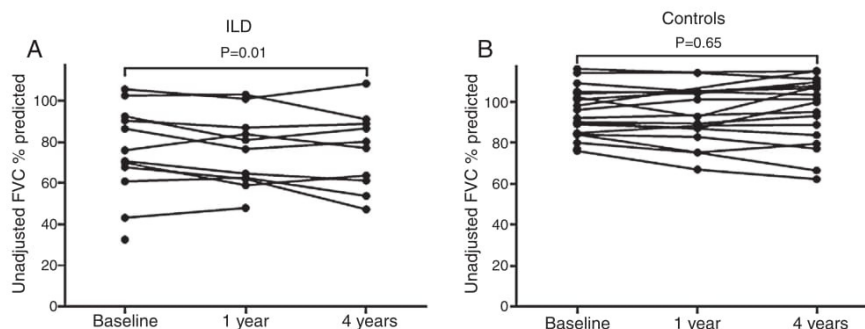 A
ILD
P=0.01
Unadjusted FVC % predicted
100
80
60
40
20
0
Baseline
1 year
4 years
B
Controls
P=0.65
Unadjusted FVC % predicted
100
80
60
40
20
0
Baseline
1 year
4 years